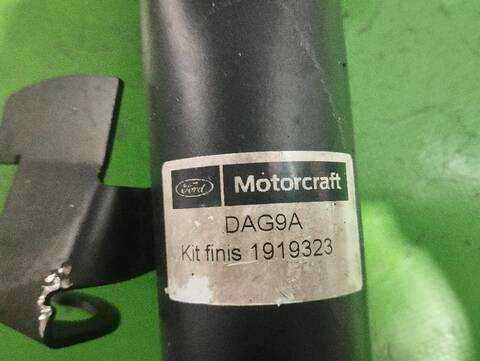 Ford Motorcraft
DAG9A
Kit finis 1919323